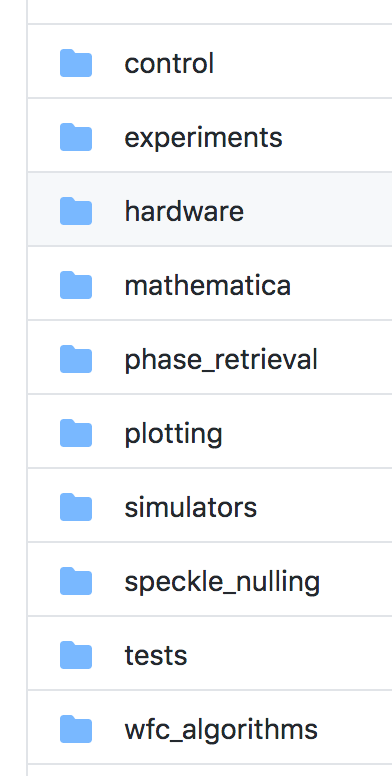 control
experiments
hardware
mathematica
phase_retrieval
plotting
simulators
speckle_nulling
tests
wfc_algorithms